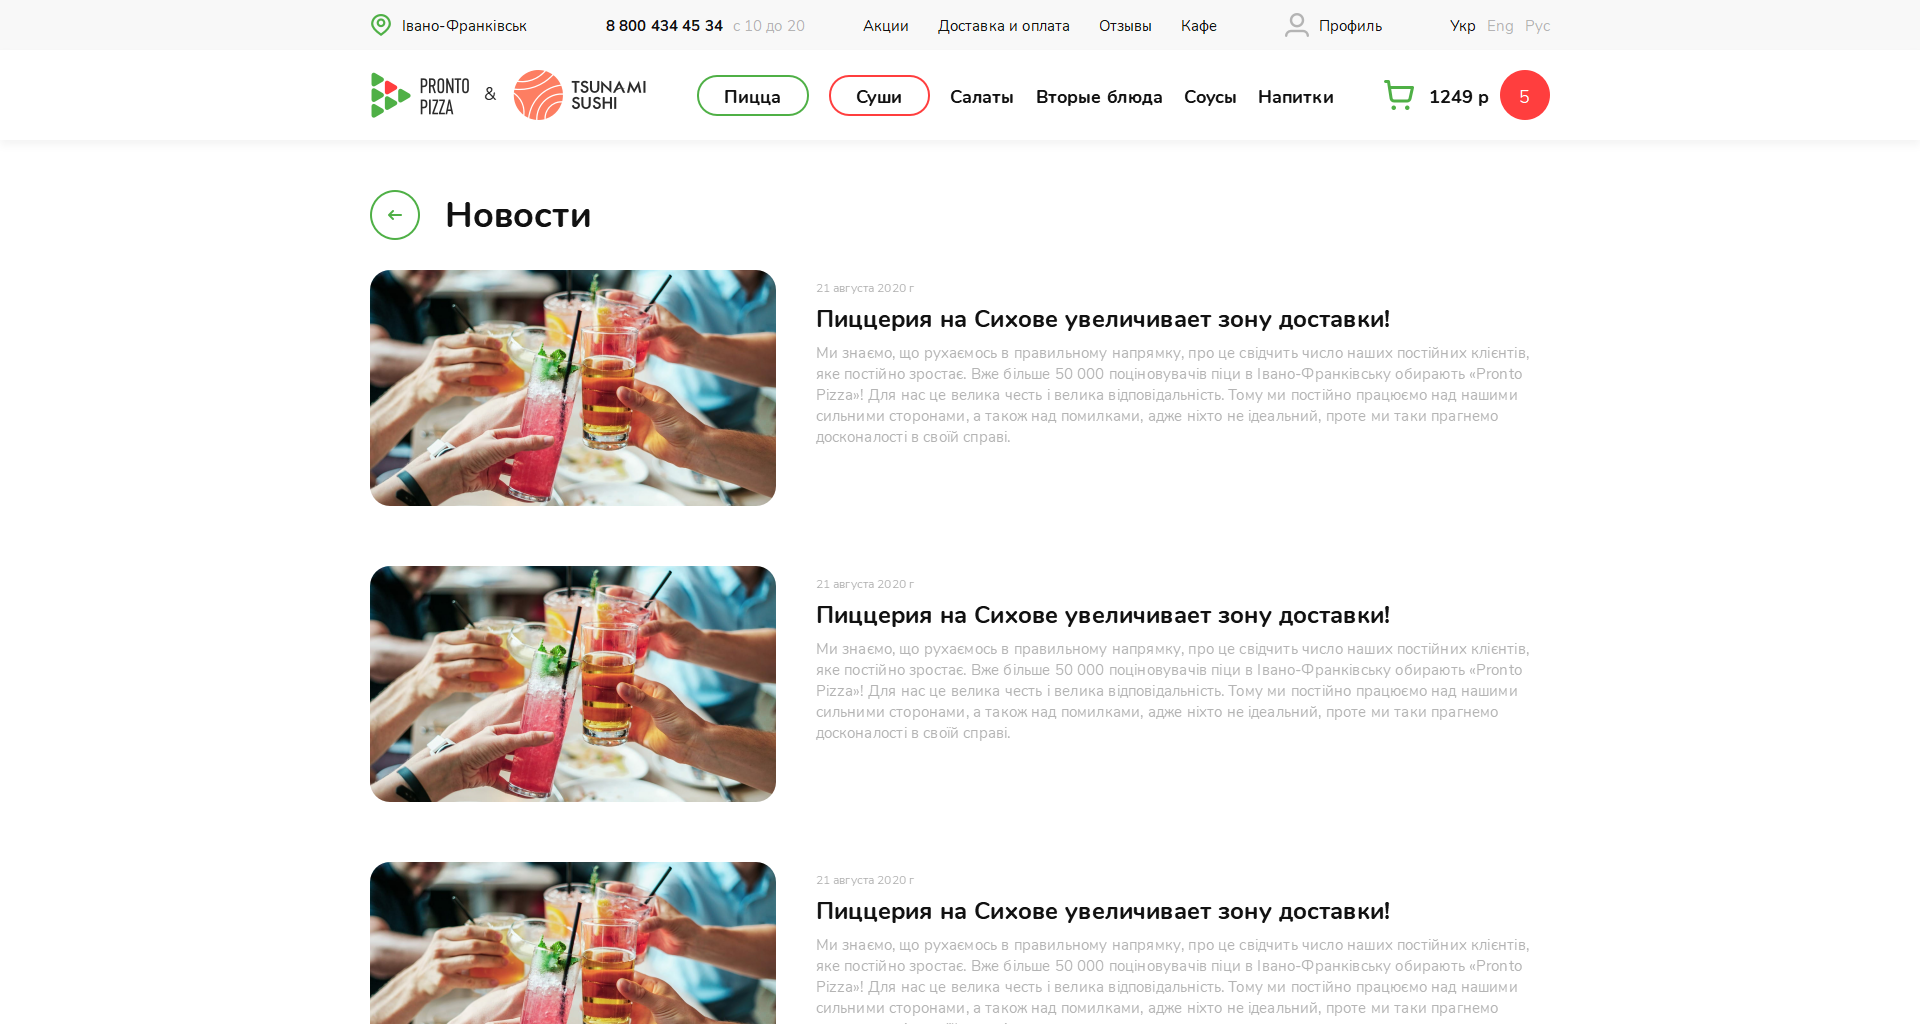 Івано-Франківськ
8 800 434 45 34 с 10 до 20
Акции Доставка и оплата Отзывы Кафе
Профиль
Укр Eng Рус
PRONTO PIZZA
&
TSUNAMI SUSHI
Пицца Суши Салаты Вторые блюда Соусы Напитки
1249 р 5
Новости
21 августа 2020 г
Пиццерия на Сихове увеличивает зону доставки!
Ми знаємо, що рухаємось в правильному напрямку, про це свідчить число наших постійних клієнтів,
яке постійно зростає. Вже більше 50 000 поціновувачів піци в Івано-Франківську обирають «Pronto
Pizza»! Для нас це велика честь і велика відповідальність. Тому ми постійно працюємо над нашими
сильними сторонами, а також над помилками, адже ніхто не ідеальний, проте ми таки прагнемо
досконалості в своїй справі.
21 августа 2020 г
Пиццерия на Сихове увеличивает зону доставки!
Ми знаємо, що рухаємось в правильному напрямку, про це свідчить число наших постійних клієнтів,
яке постійно зростає. Вже більше 50 000 поціновувачів піци в Івано-Франківську обирають «Pronto
Pizza»! Для нас це велика честь і велика відповідальність. Тому ми постійно працюємо над нашими
сильними сторонами, а також над помилками, адже ніхто не ідеальний, проте ми таки прагнемо
досконалості в своїй справі.
21 августа 2020 г
Пиццерия на Сихове увеличивает зону доставки!
Ми знаємо, що рухаємось в правильному напрямку, про це свідчить число наших постійних клієнтів,
яке постійно зростає. Вже більше 50 000 поціновувачів піци в Івано-Франківську обирають «Pronto
Pizza»! Для нас це велика честь і велика відповідальність. Тому ми постійно працюємо над нашими
сильними сторонами, а також над помилками, адже ніхто не ідеальний, проте ми таки прагнемо